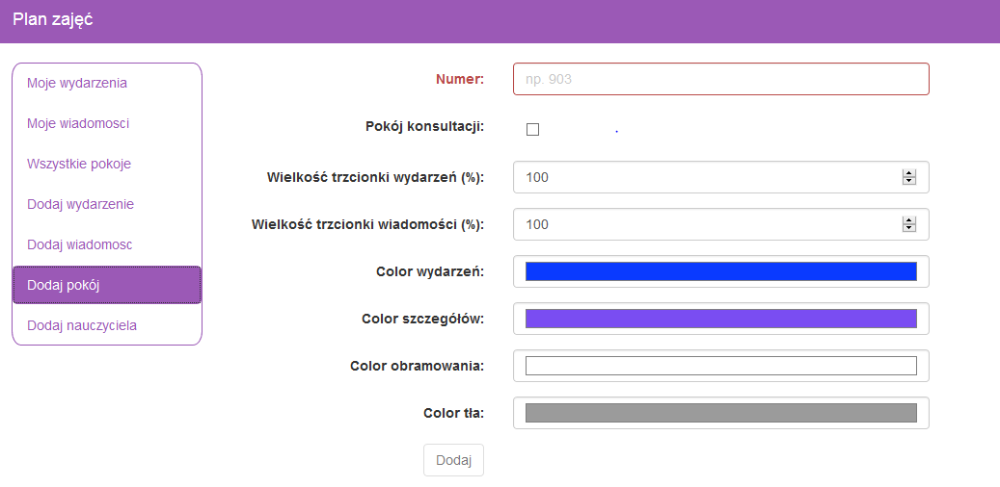 Plan zajęć
Moje wydarzenia
Moje wiadomosci
Wszystkie pokoje
Dodaj wydarzenie
Dodaj wiadomosc
Dodaj pokój
Dodaj nauczyciela
Numer: np. 903
Pokój konsultacji:
Wielkość trzcionki wydarzeń (%): 100
Wielkość trzcionki wiadomości (%): 100
Color wydarzeń:
Color szczegółów:
Color obramowania:
Color tła:
Dodaj